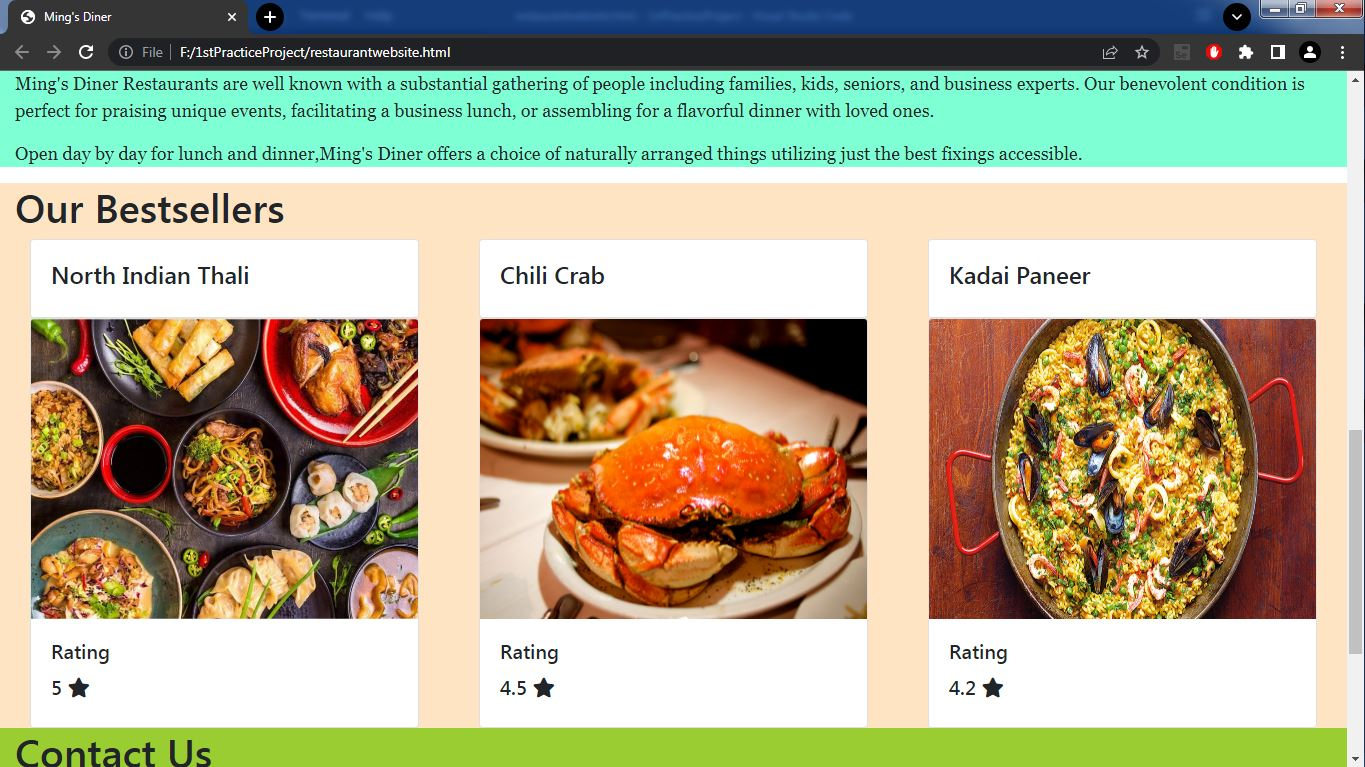 Ming's Diner
File
F:/1stPracticeProject/restaurantwebsite.html
Ming's Diner Restaurants are well known with a substantial gathering of people including families, kids, seniors, and business experts. Our benevolent condition is
perfect for praising unique events, facilitating a business lunch, or assembling for a flavorful dinner with loved ones.
Open day by day for lunch and dinner,Ming's Diner offers a choice of naturally arranged things utilizing just the best fixings accessible.
Our Bestsellers
North Indian Thali
Chili Crab
Kadai Paneer
Rating
Rating
Rating
5
4.5
4.2
Contact Us